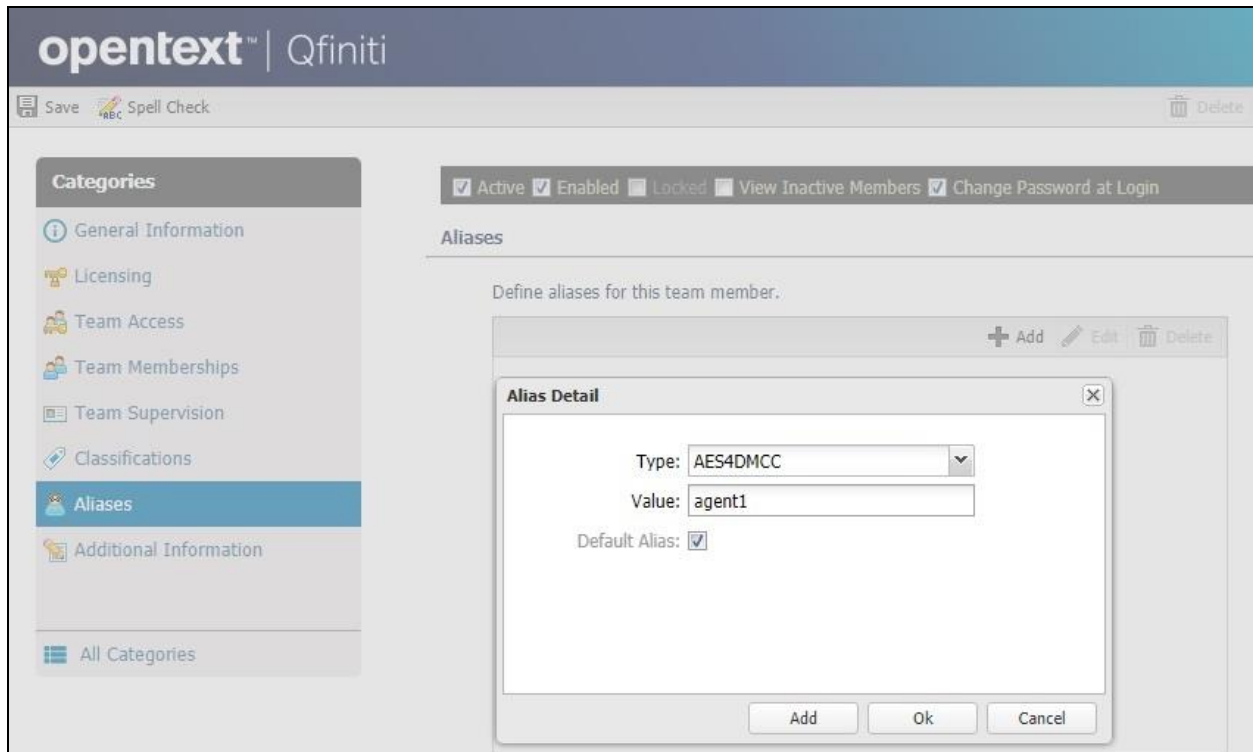 opentext™ | Qfiniti
Save ABC Spell Check Delete
Categories
General Information
Licensing
Team Access
Team Memberships
Team Supervision
Classifications
Aliases
Additional Information
All Categories
Active Enabled Locked View Inactive Members Change Password at Login
Aliases
Define aliases for this team member.
Add Edit Delete
Alias Detail
Type: AES4DMCC
Value: agent1
Default Alias:
Add Ok Cancel